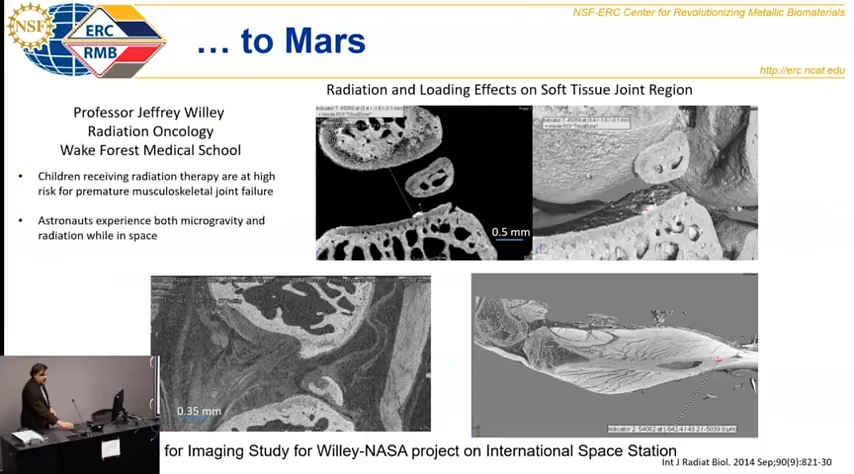 NSF-ERC Center for Revolutionizing Metallic Biomaterials
NSF
ERC
RMB
... to Mars
http://erc.ncat.edu
Radiation and Loading Effects on Soft Tissue Joint Region
Professor Jeffrey Willey
Radiation Oncology
Wake Forest Medical School
• Children receiving radiation therapy are at high
risk for premature musculoskeletal joint failure
• Astronauts experience both microgravity and
radiation while in space
0.5 mm
0.35 mm
for Imaging Study for Willey-NASA project on International Space Station
Int J Radiat Biol. 2014 Sep;90(9):821-30